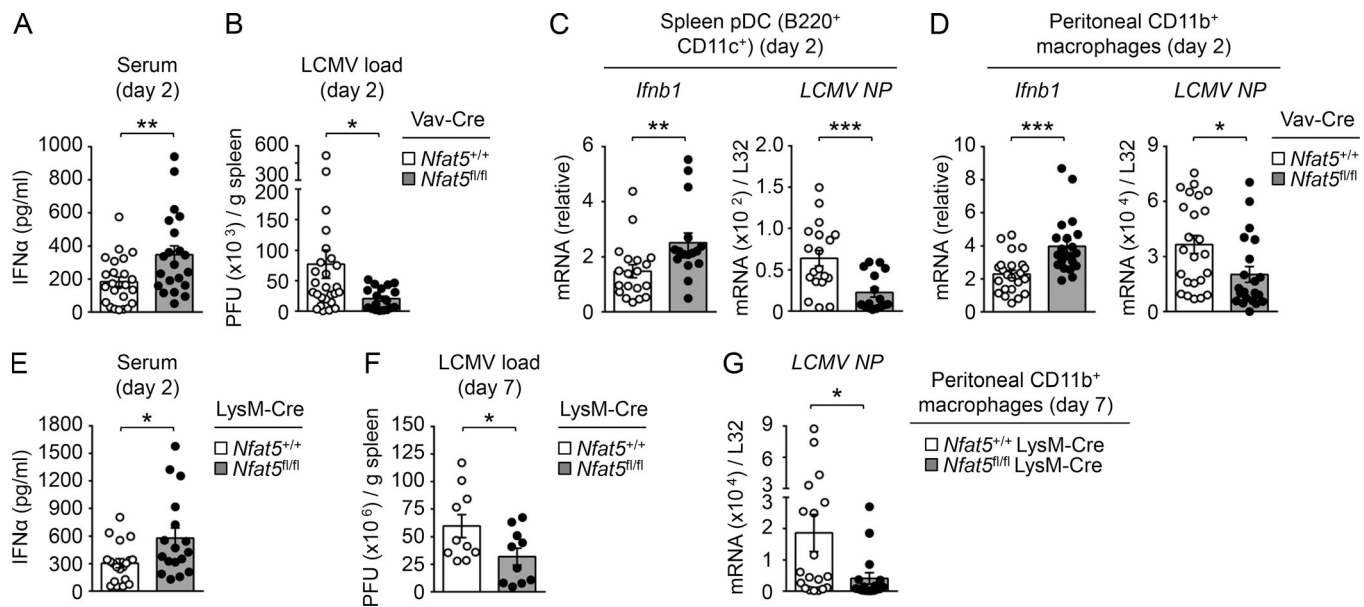 A
Serum
(day 2)
**
IFNα (pg/ml)
1000
800
600
400
200
0
B
LCMV load
(day 2)
*
PFU (x10³) / g spleen
600
400
200
150
100
50
0
Vav-Cre
Nfat5⁺/⁺
Nfat5ᶠˡ/ᶠˡ
C
Spleen pDC (B220⁺
CD11c⁺) (day 2)
Ifnb1
**
mRNA (relative)
6
4
2
0
LCMV NP
***
mRNA (x10²) / L32
2.0
1.5
1.0
0.5
0
D
Peritoneal CD11b⁺
macrophages (day 2)
Ifnb1
***
mRNA (relative)
10
8
6
4
2
0
LCMV NP
*
mRNA (x10⁴) / L32
9
6
3
0
Vav-Cre
Nfat5⁺/⁺
Nfat5ᶠˡ/ᶠˡ
E
Serum
(day 2)
*
IFNα (pg/ml)
1800
1500
1200
900
600
300
0
LysM-Cre
Nfat5⁺/⁺
Nfat5ᶠˡ/ᶠˡ
F
LCMV load
(day 7)
*
PFU (x10⁶) / g spleen
150
125
100
75
50
25
0
LysM-Cre
Nfat5⁺/⁺
Nfat5ᶠˡ/ᶠˡ
G
LCMV NP
*
mRNA (x10⁴) / L32
9
6
3
3
2
1
0
Peritoneal CD11b⁺
macrophages (day 7)
Nfat5⁺/⁺ LysM-Cre
Nfat5ᶠˡ/ᶠˡ LysM-Cre